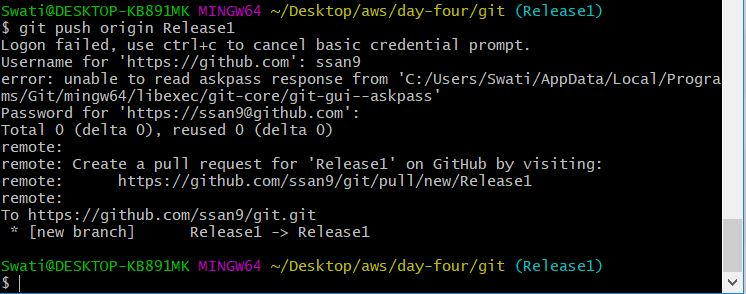 Swati@DESKTOP-KB891MK MINGW64 ~/Desktop/aws/day-four/git (Release1)
$ git push origin Release1
Logon failed, use ctrl+c to cancel basic credential prompt.
Username for 'https://github.com': ssan9
error: unable to read askpass response from 'C:/Users/Swati/AppData/Local/Progra
ms/Git/mingw64/libexec/git-core/git-gui--askpass'
Password for 'https://ssan9@github.com':
Total 0 (delta 0), reused 0 (delta 0)
remote:
remote: Create a pull request for 'Release1' on GitHub by visiting:
remote:      https://github.com/ssan9/git/pull/new/Release1
remote:
To https://github.com/ssan9/git.git
 * [new branch]      Release1 -> Release1
Swati@DESKTOP-KB891MK MINGW64 ~/Desktop/aws/day-four/git (Release1)
$